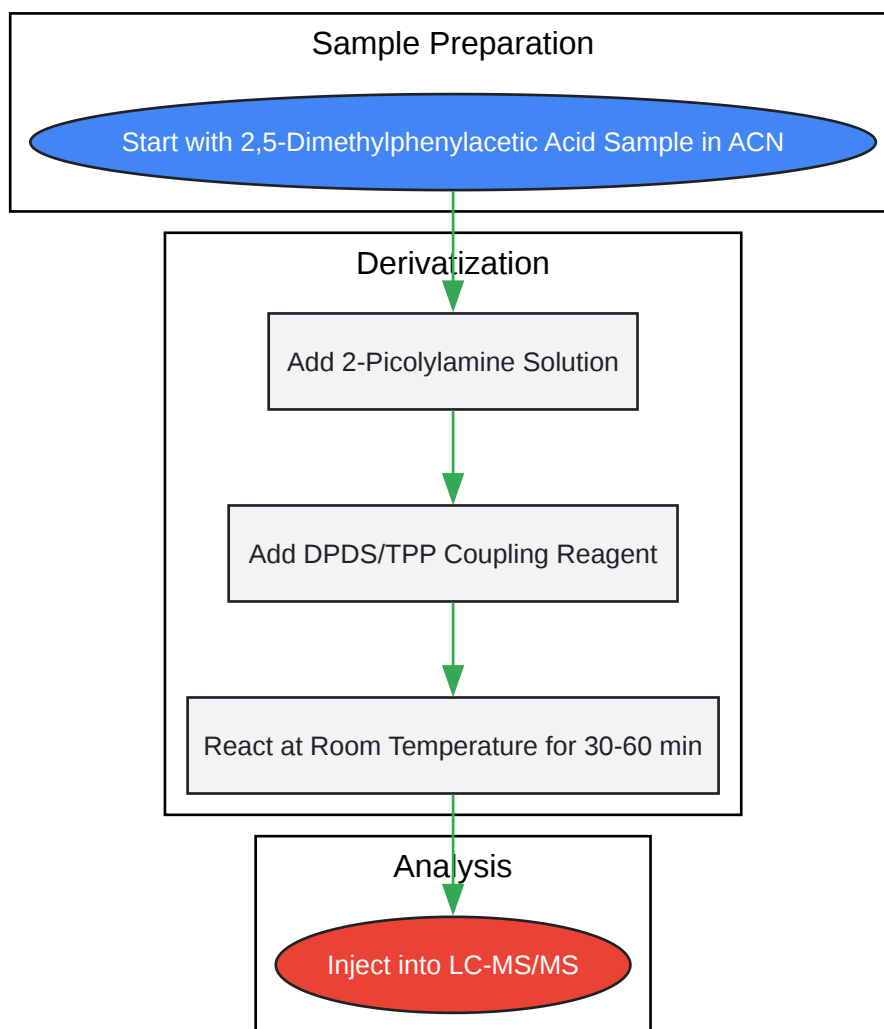 Sample Preparation
Start with 2,5-Dimethylphenylacetic Acid Sample in ACN
Derivatization
Add 2-Picolylamine Solution
Add DPDS/TPP Coupling Reagent
React at Room Temperature for 30-60 min
Analysis
Inject into LC-MS/MS